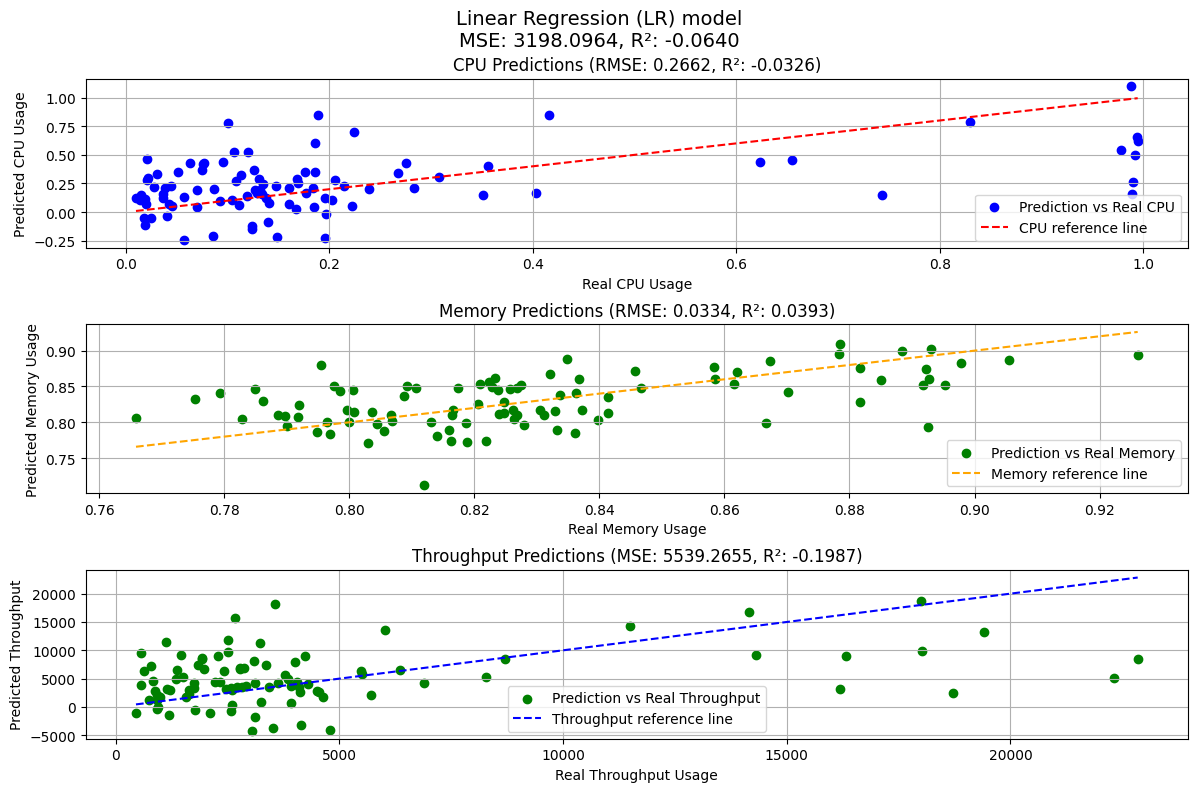 Linear Regression (LR) model
MSE: 3198.0964, R²: -0.0640
CPU Predictions (RMSE: 0.2662, R²: -0.0326)
Predicted CPU Usage
1.00
0.75
0.50
0.25
0.00
−0.25
Prediction vs Real CPU
CPU reference line
0.0 0.2 0.4 0.6 0.8 1.0
Real CPU Usage
Memory Predictions (RMSE: 0.0334, R²: 0.0393)
Predicted Memory Usage
0.90
0.85
0.80
0.75
Prediction vs Real Memory
Memory reference line
0.76 0.78 0.80 0.82 0.84 0.86 0.88 0.90 0.92
Real Memory Usage
Throughput Predictions (MSE: 5539.2655, R²: -0.1987)
Predicted Throughput
20000
15000
10000
5000
0
−5000
Prediction vs Real Throughput
Throughput reference line
0 5000 10000 15000 20000
Real Throughput Usage